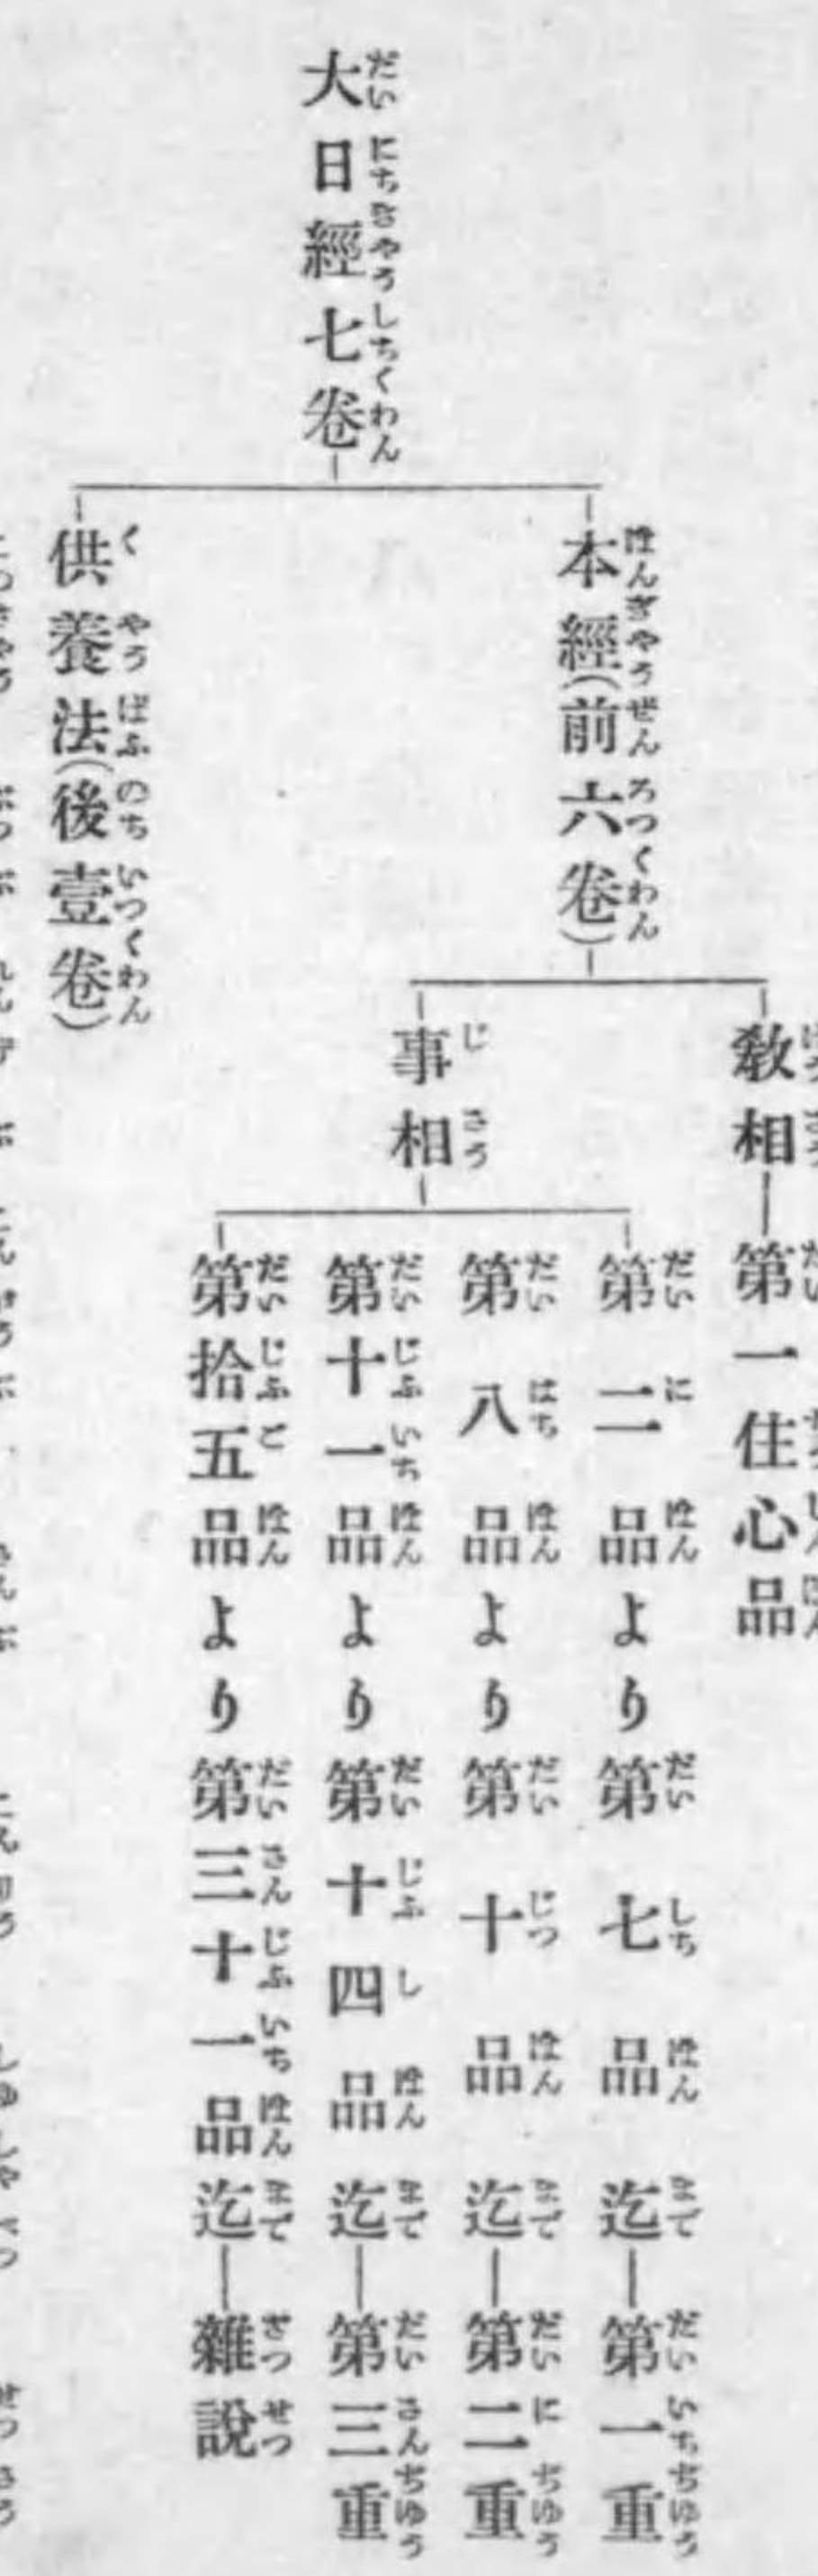 大日經七卷
本經(前六卷)
敎相―第一住心品
事相
第二品より第七品迄―第一重
第八品より第十品迄―第二重
第十一品より第十四品迄―第三重
第拾五品より第三十一品迄―雜說
供養法(後壹卷)